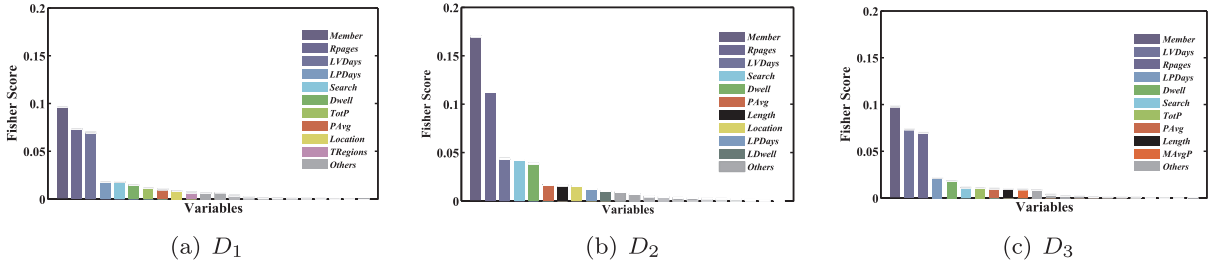 0.2
0.15
0.1
0.05
0
Fisher Score
Variables
Member
Rpages
LVDays
LPDays
Search
Dwell
TotP
PAvg
Location
TRegions
Others
(a) D1
0.2
0.15
0.1
0.05
0
Fisher Score
Variables
Member
Rpages
LVDays
Search
Dwell
PAvg
Length
Location
LPDays
LDwell
Others
(b) D2
0.2
0.15
0.1
0.05
0
Fisher Score
Variables
Member
LVDays
Rpages
LPDays
Dwell
Search
TotP
PAvg
Length
MAvgP
Others
(c) D3